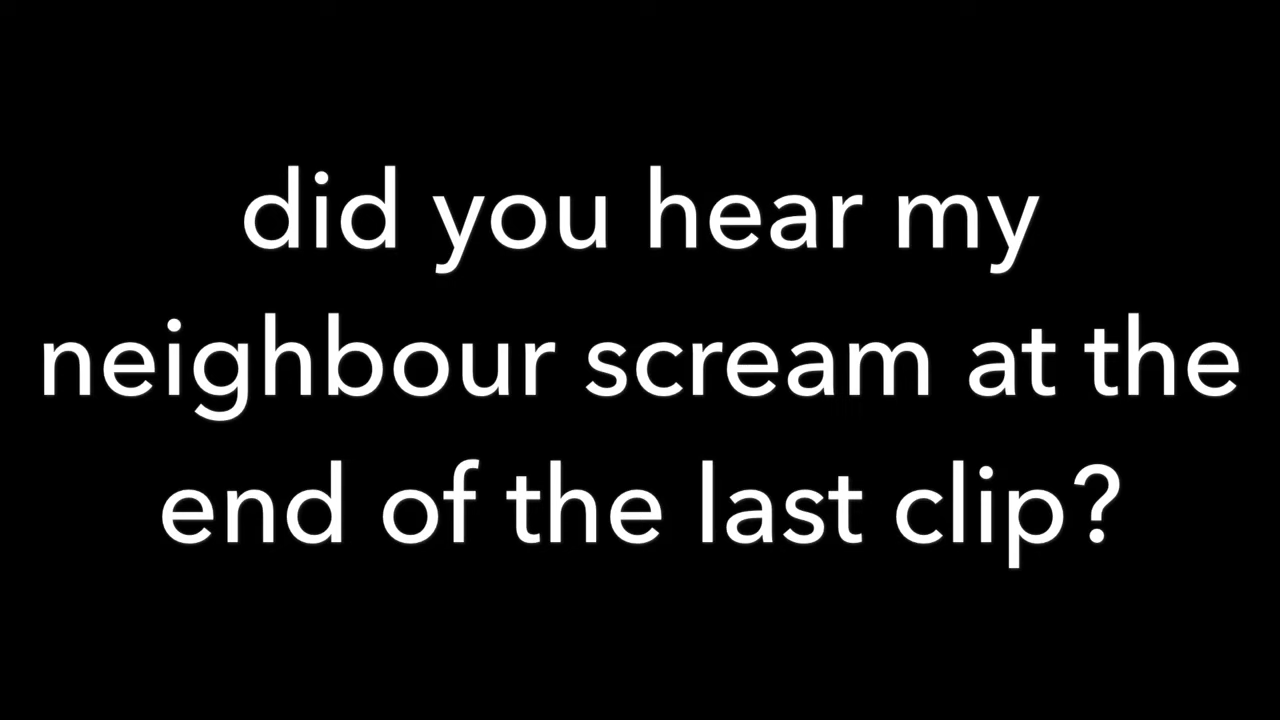 did you hear my
neighbour scream at the
end of the last clip?